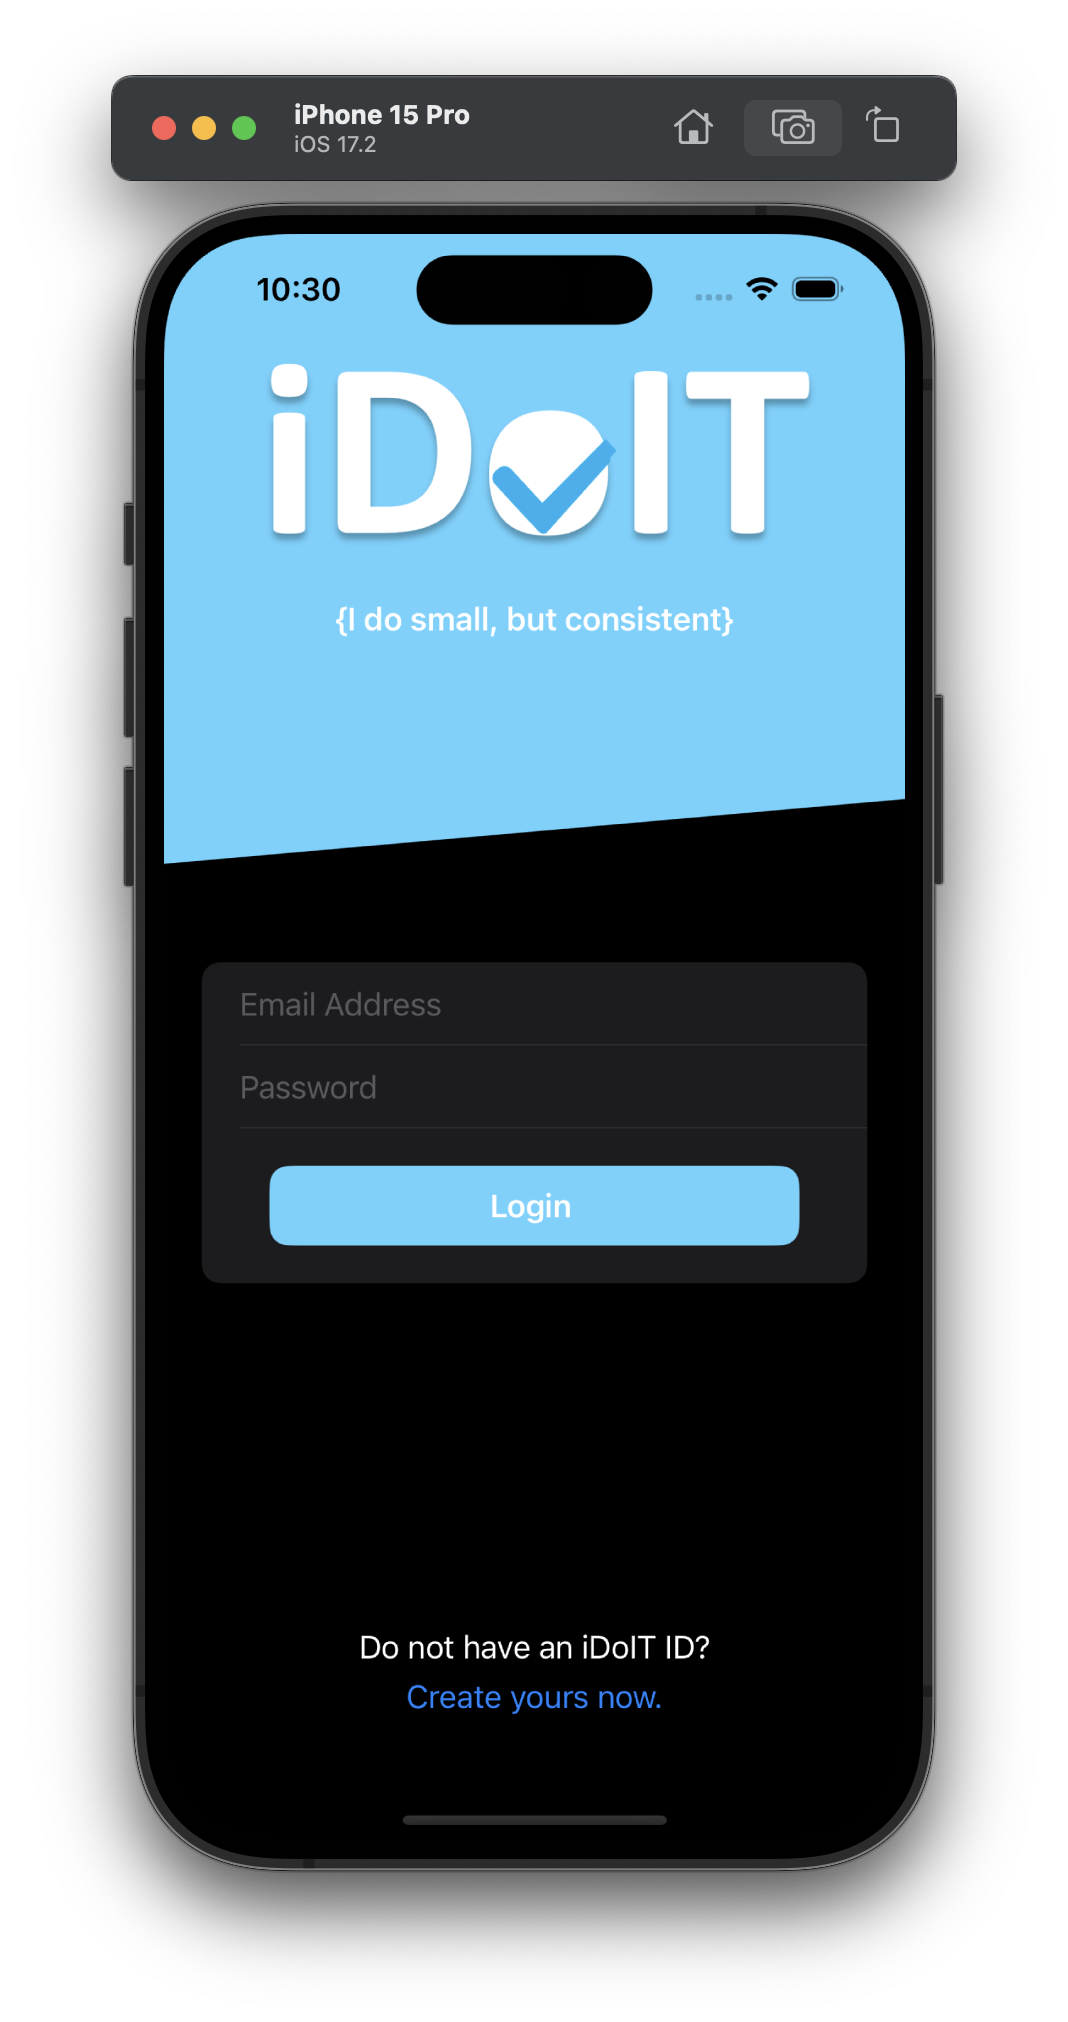 iPhone 15 Pro
iOS 17.2
10:30
iDoIT
{I do small, but consistent}
Email Address
Password
Login
Do not have an iDoIT ID?
Create yours now.